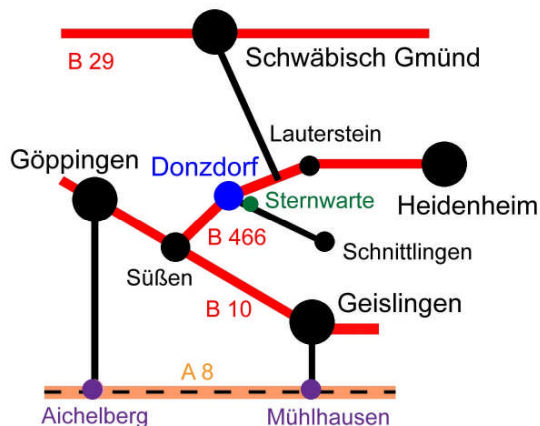 Schwäbisch Gmünd
B 29
Lauterstein
Göppingen
Donzdorf
Sternwarte
Heidenheim
B 466
Schnittlingen
Süßen
B 10
Geislingen
A 8
Aichelberg
Mühlhausen